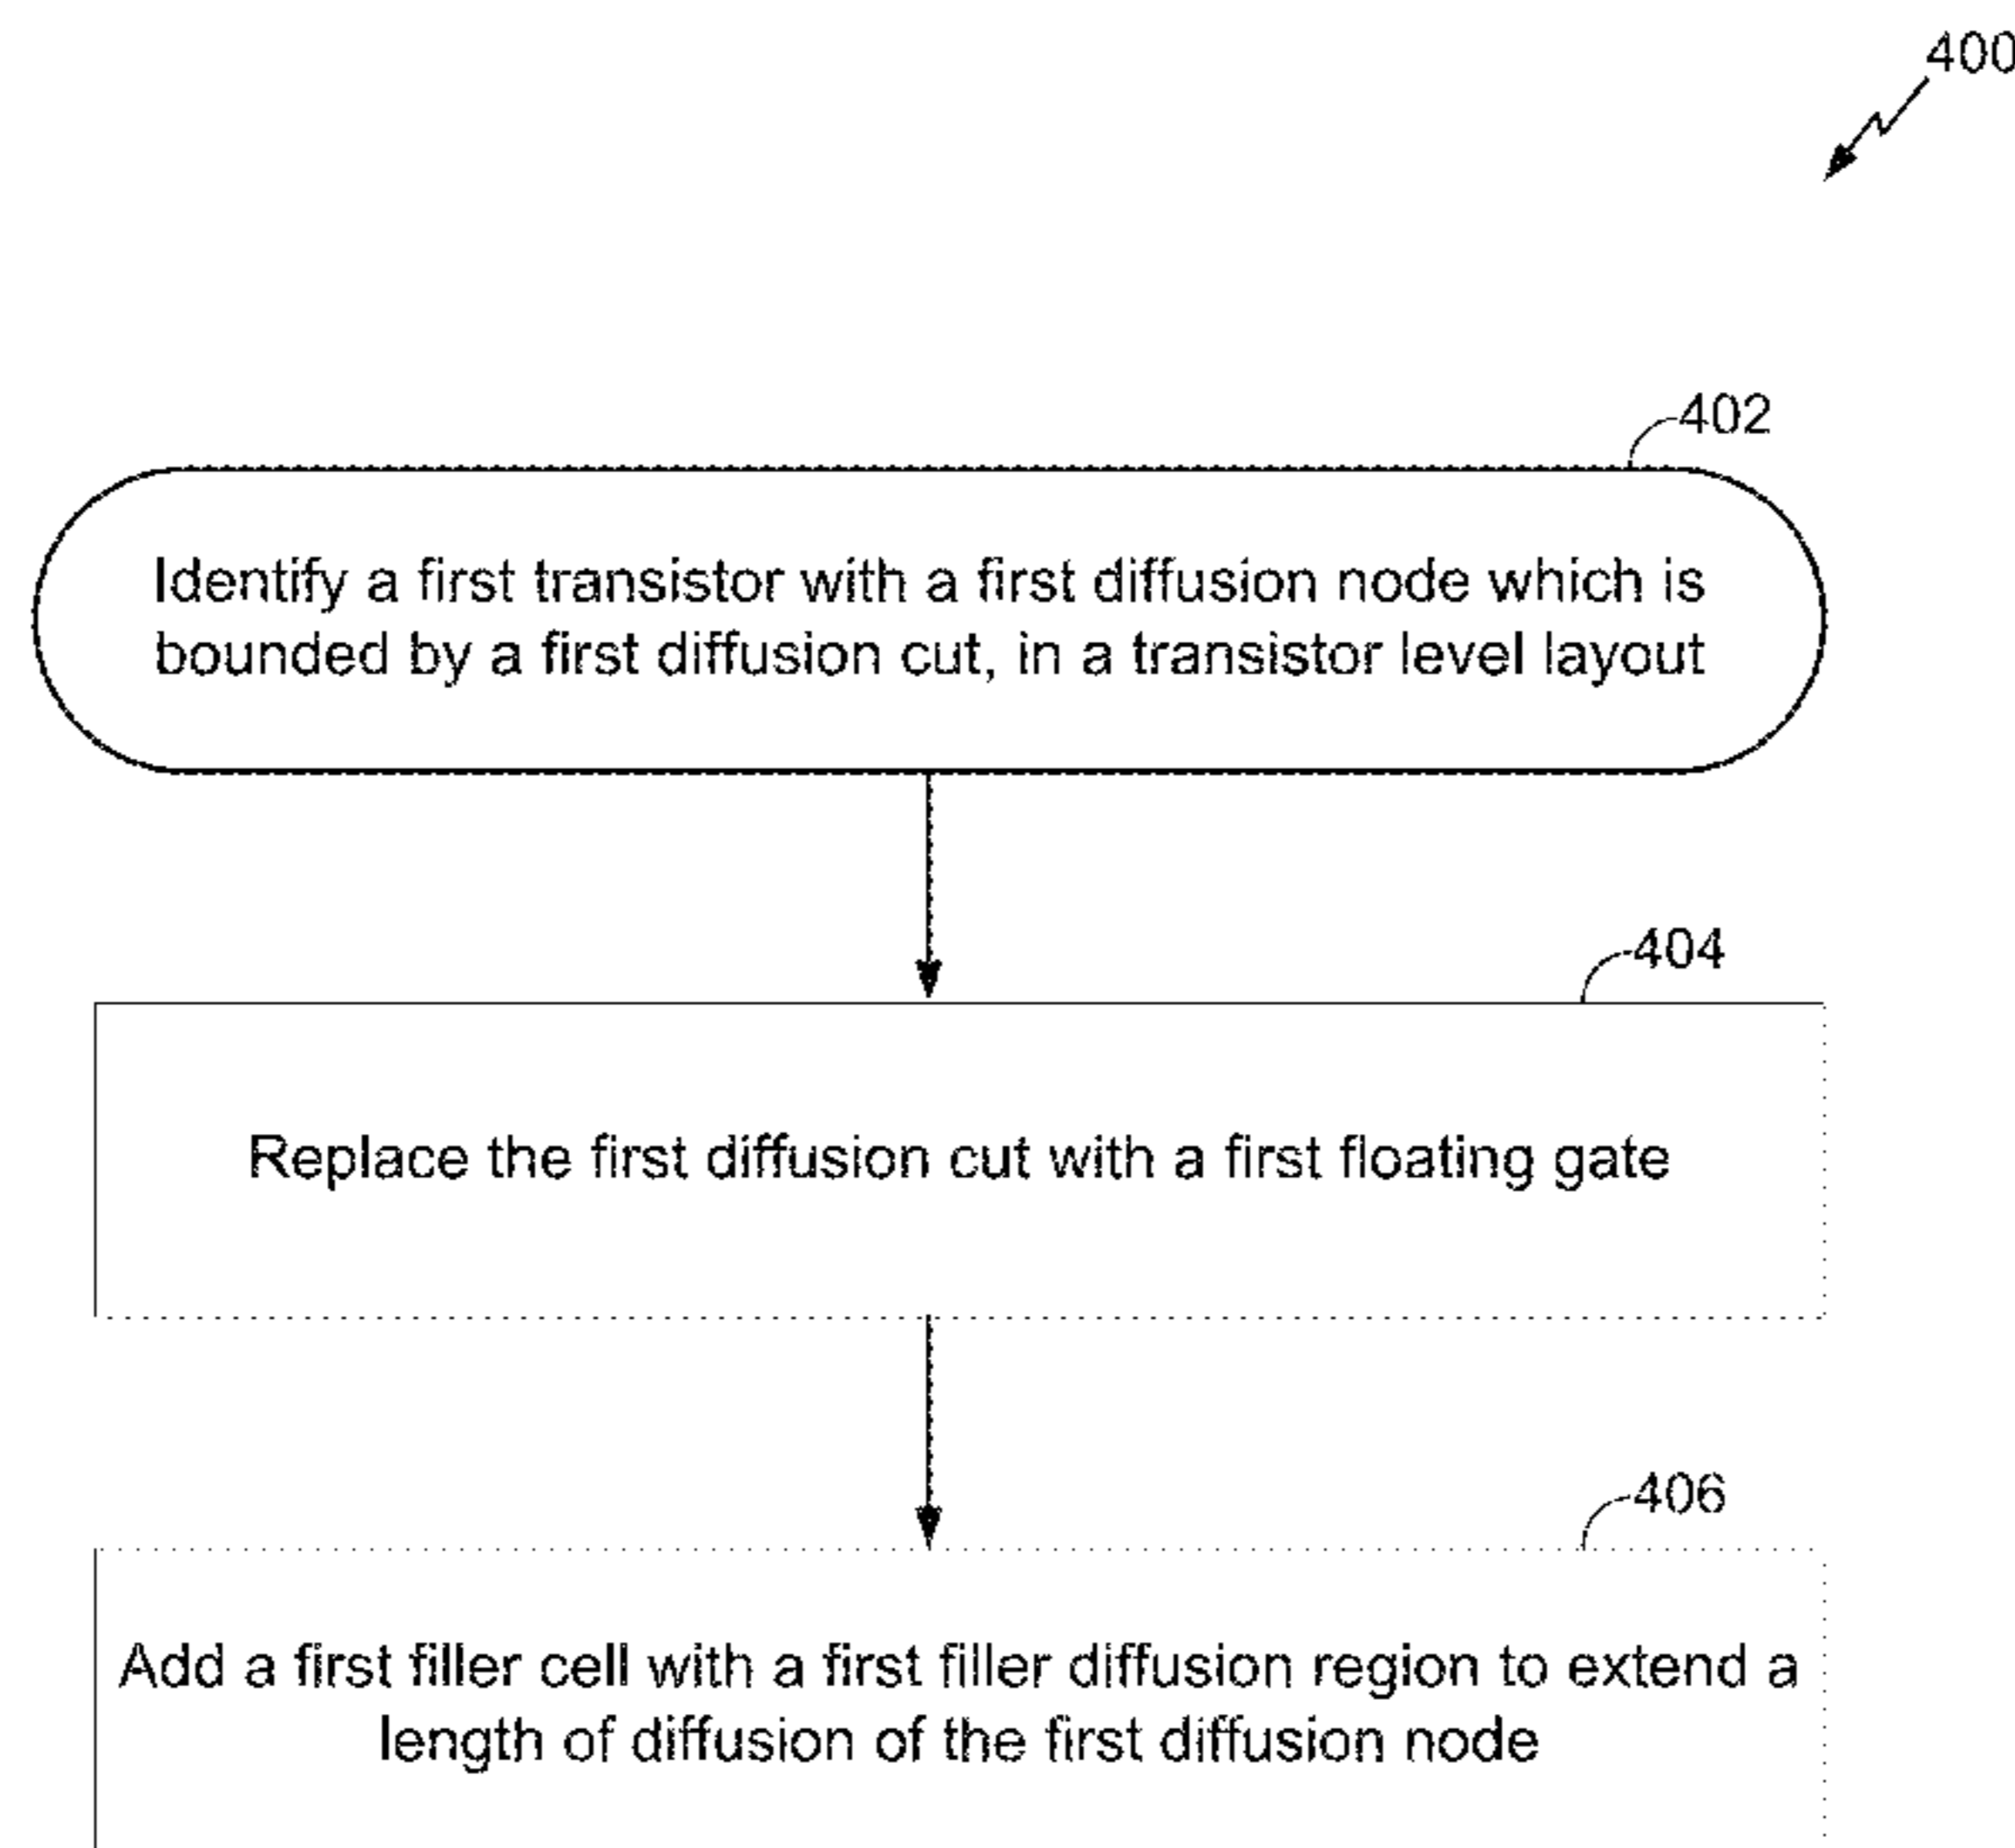 400
402
Identify a first transistor with a first diffusion node which is
bounded by a first diffusion cut, in a transistor level layout
404
Replace the first diffusion cut with a first floating gate
406
Add a first filler cell with a first filler diffusion region to extend a
length of diffusion of the first diffusion node